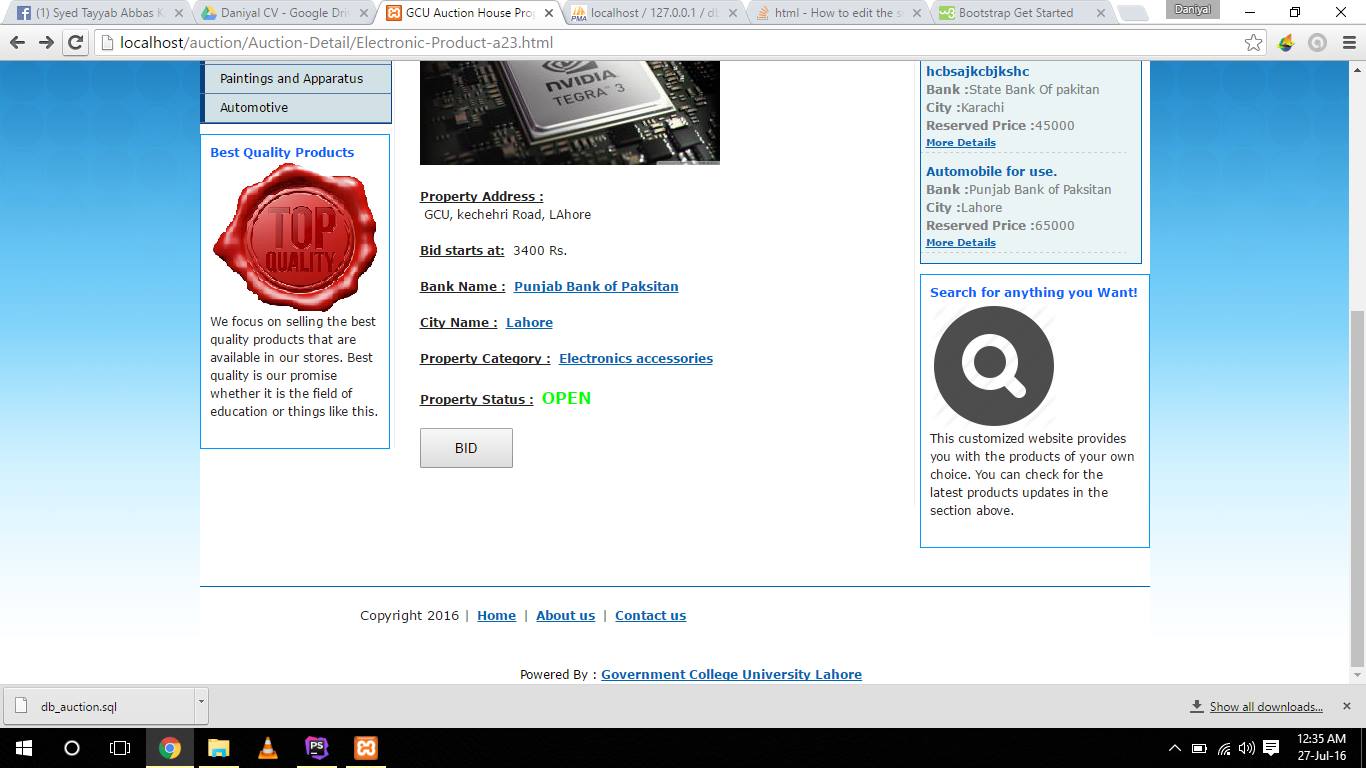 (1) Syed Tayyab Abbas K
Daniyal CV - Google Dri
GCU Auction House Pro
localhost / 127.0.0.1 / db
html - How to edit the s
Bootstrap Get Started
Daniyal
localhost/auction/Auction-Detail/Electronic-Product-a23.html
Paintings and Apparatus
Automotive
Best Quality Products
TOP
QUALITY
We focus on selling the best
quality products that are
available in our stores. Best
quality is our promise
whether it is the field of
education or things like this.
NVIDIA
TEGRA™ 3
Property Address :
GCU, kechehri Road, LAhore
Bid starts at: 3400 Rs.
Bank Name : Punjab Bank of Paksitan
City Name : Lahore
Property Category : Electronics accessories
Property Status : OPEN
BID
hcbsajkcbjkshc
Bank :State Bank Of pakitan
City :Karachi
Reserved Price :45000
More Details
Automobile for use.
Bank :Punjab Bank of Paksitan
City :Lahore
Reserved Price :65000
More Details
Search for anything you Want!
This customized website provides
you with the products of your own
choice. You can check for the
latest products updates in the
section above.
Copyright 2016 | Home | About us | Contact us
Powered By : Government College University Lahore
db_auction.sql
Show all downloads...
12:35 AM
27-Jul-16